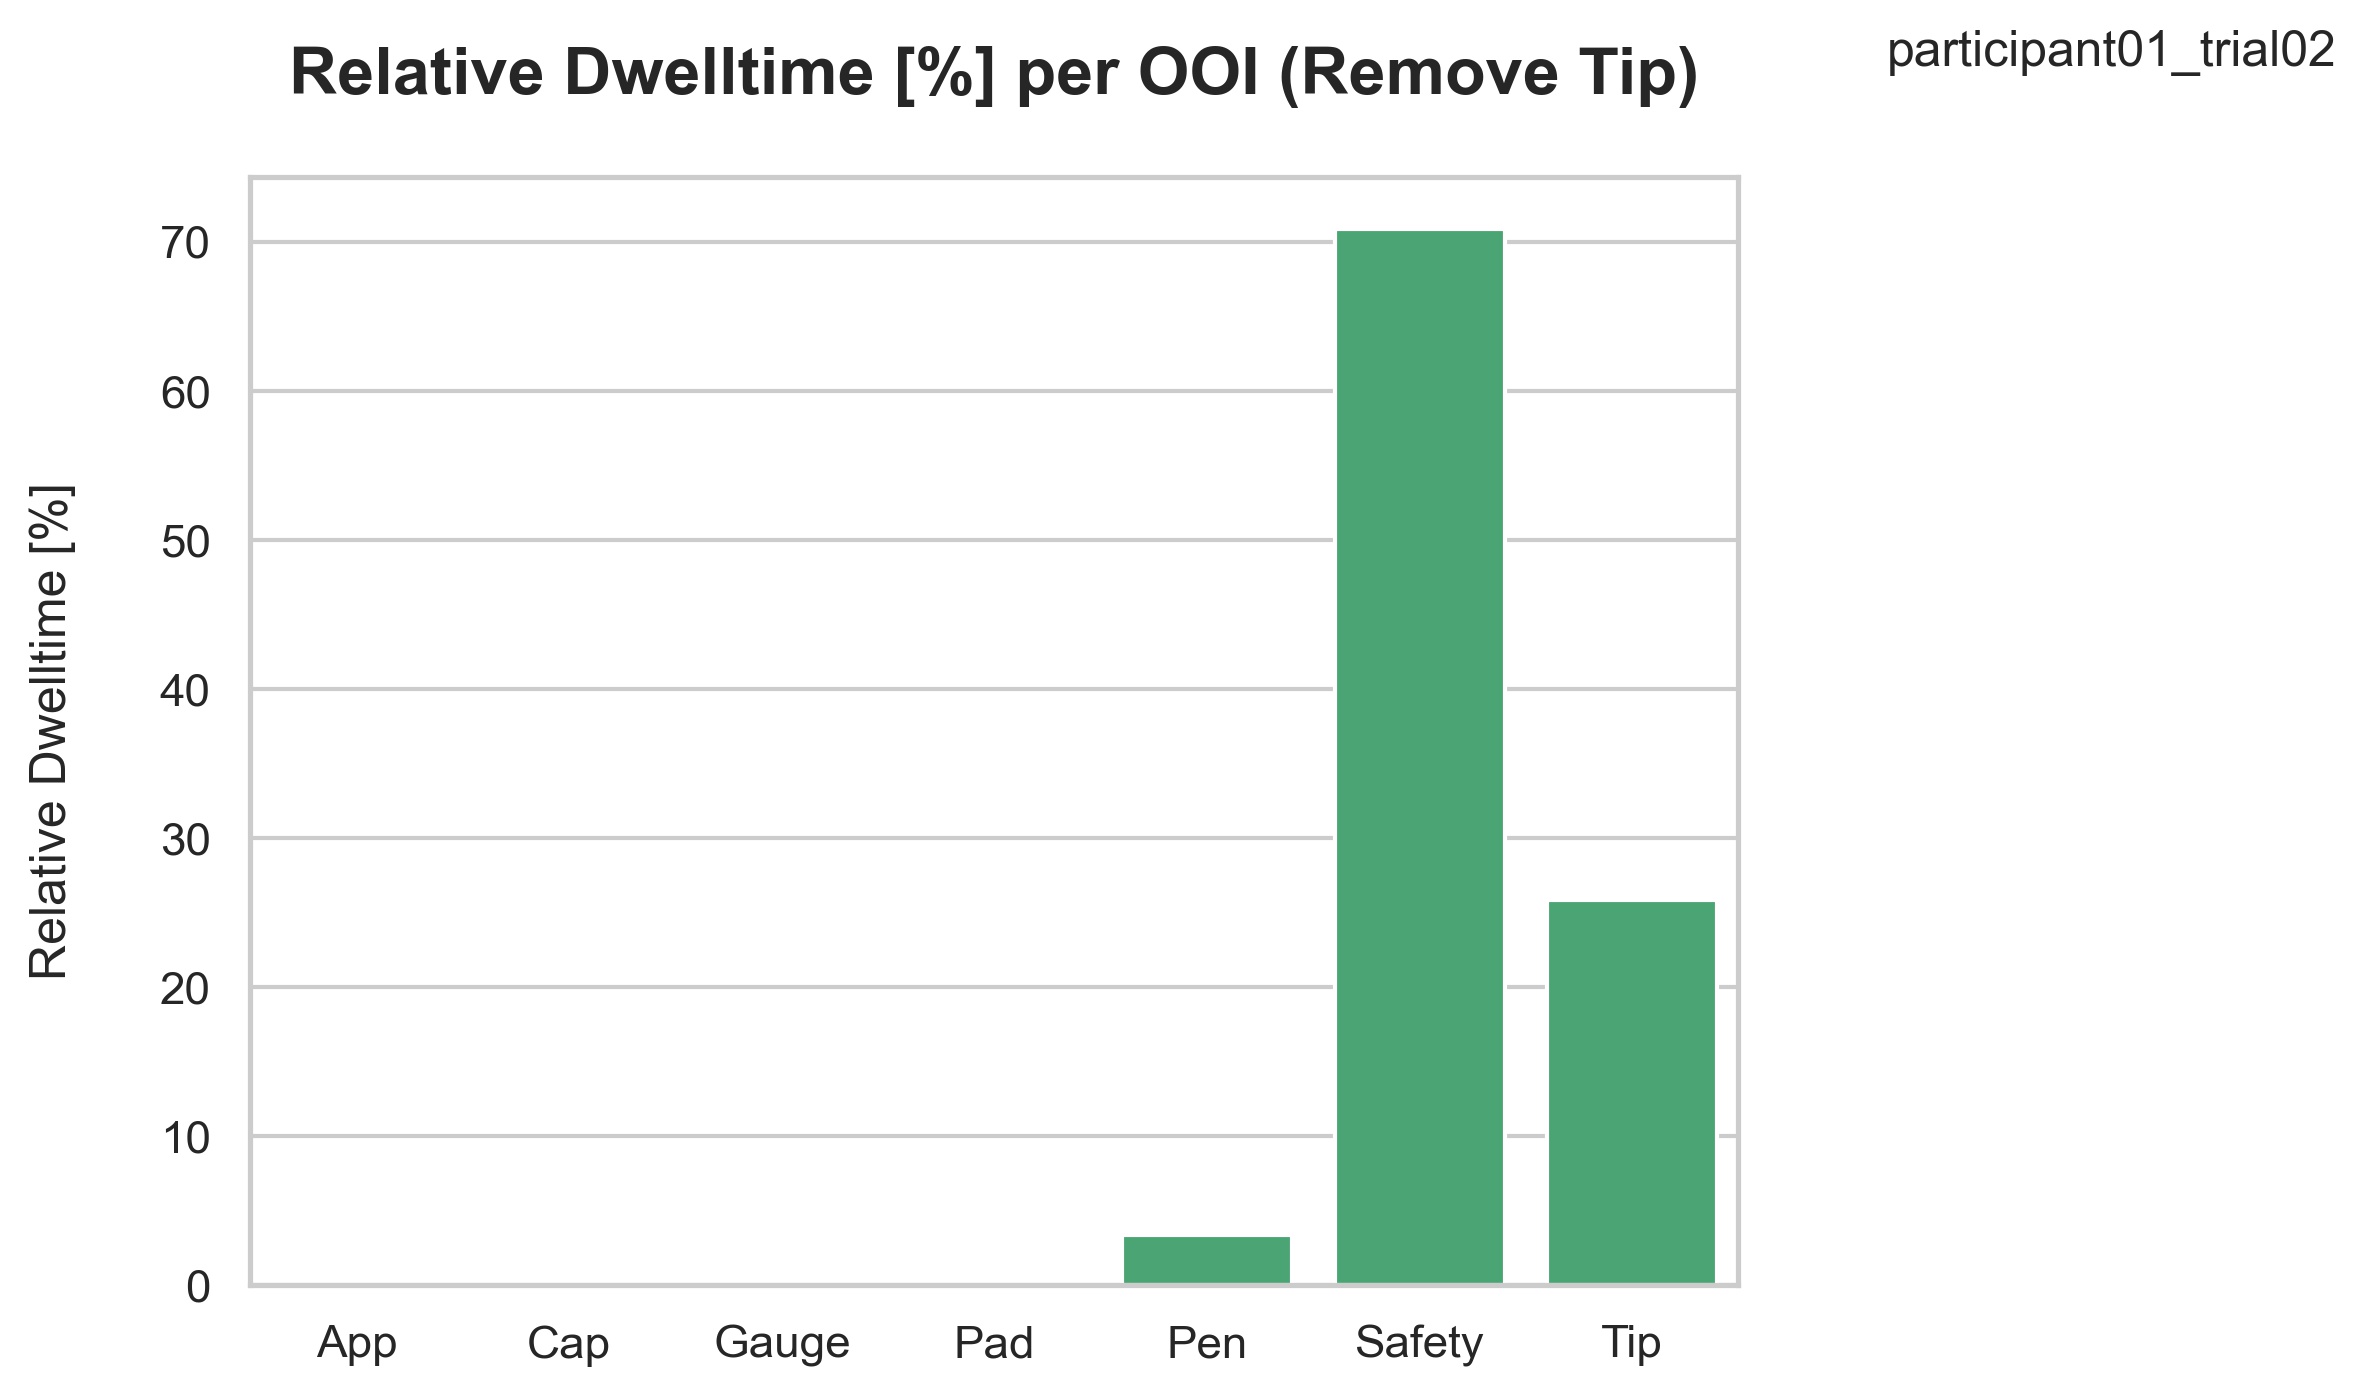 participant01_trial02
Relative Dwelltime [%] per OOI (Remove Tip)
Relative Dwelltime [%]
70
60
50
40
30
20
10
0
App Cap Gauge Pad Pen Safety Tip